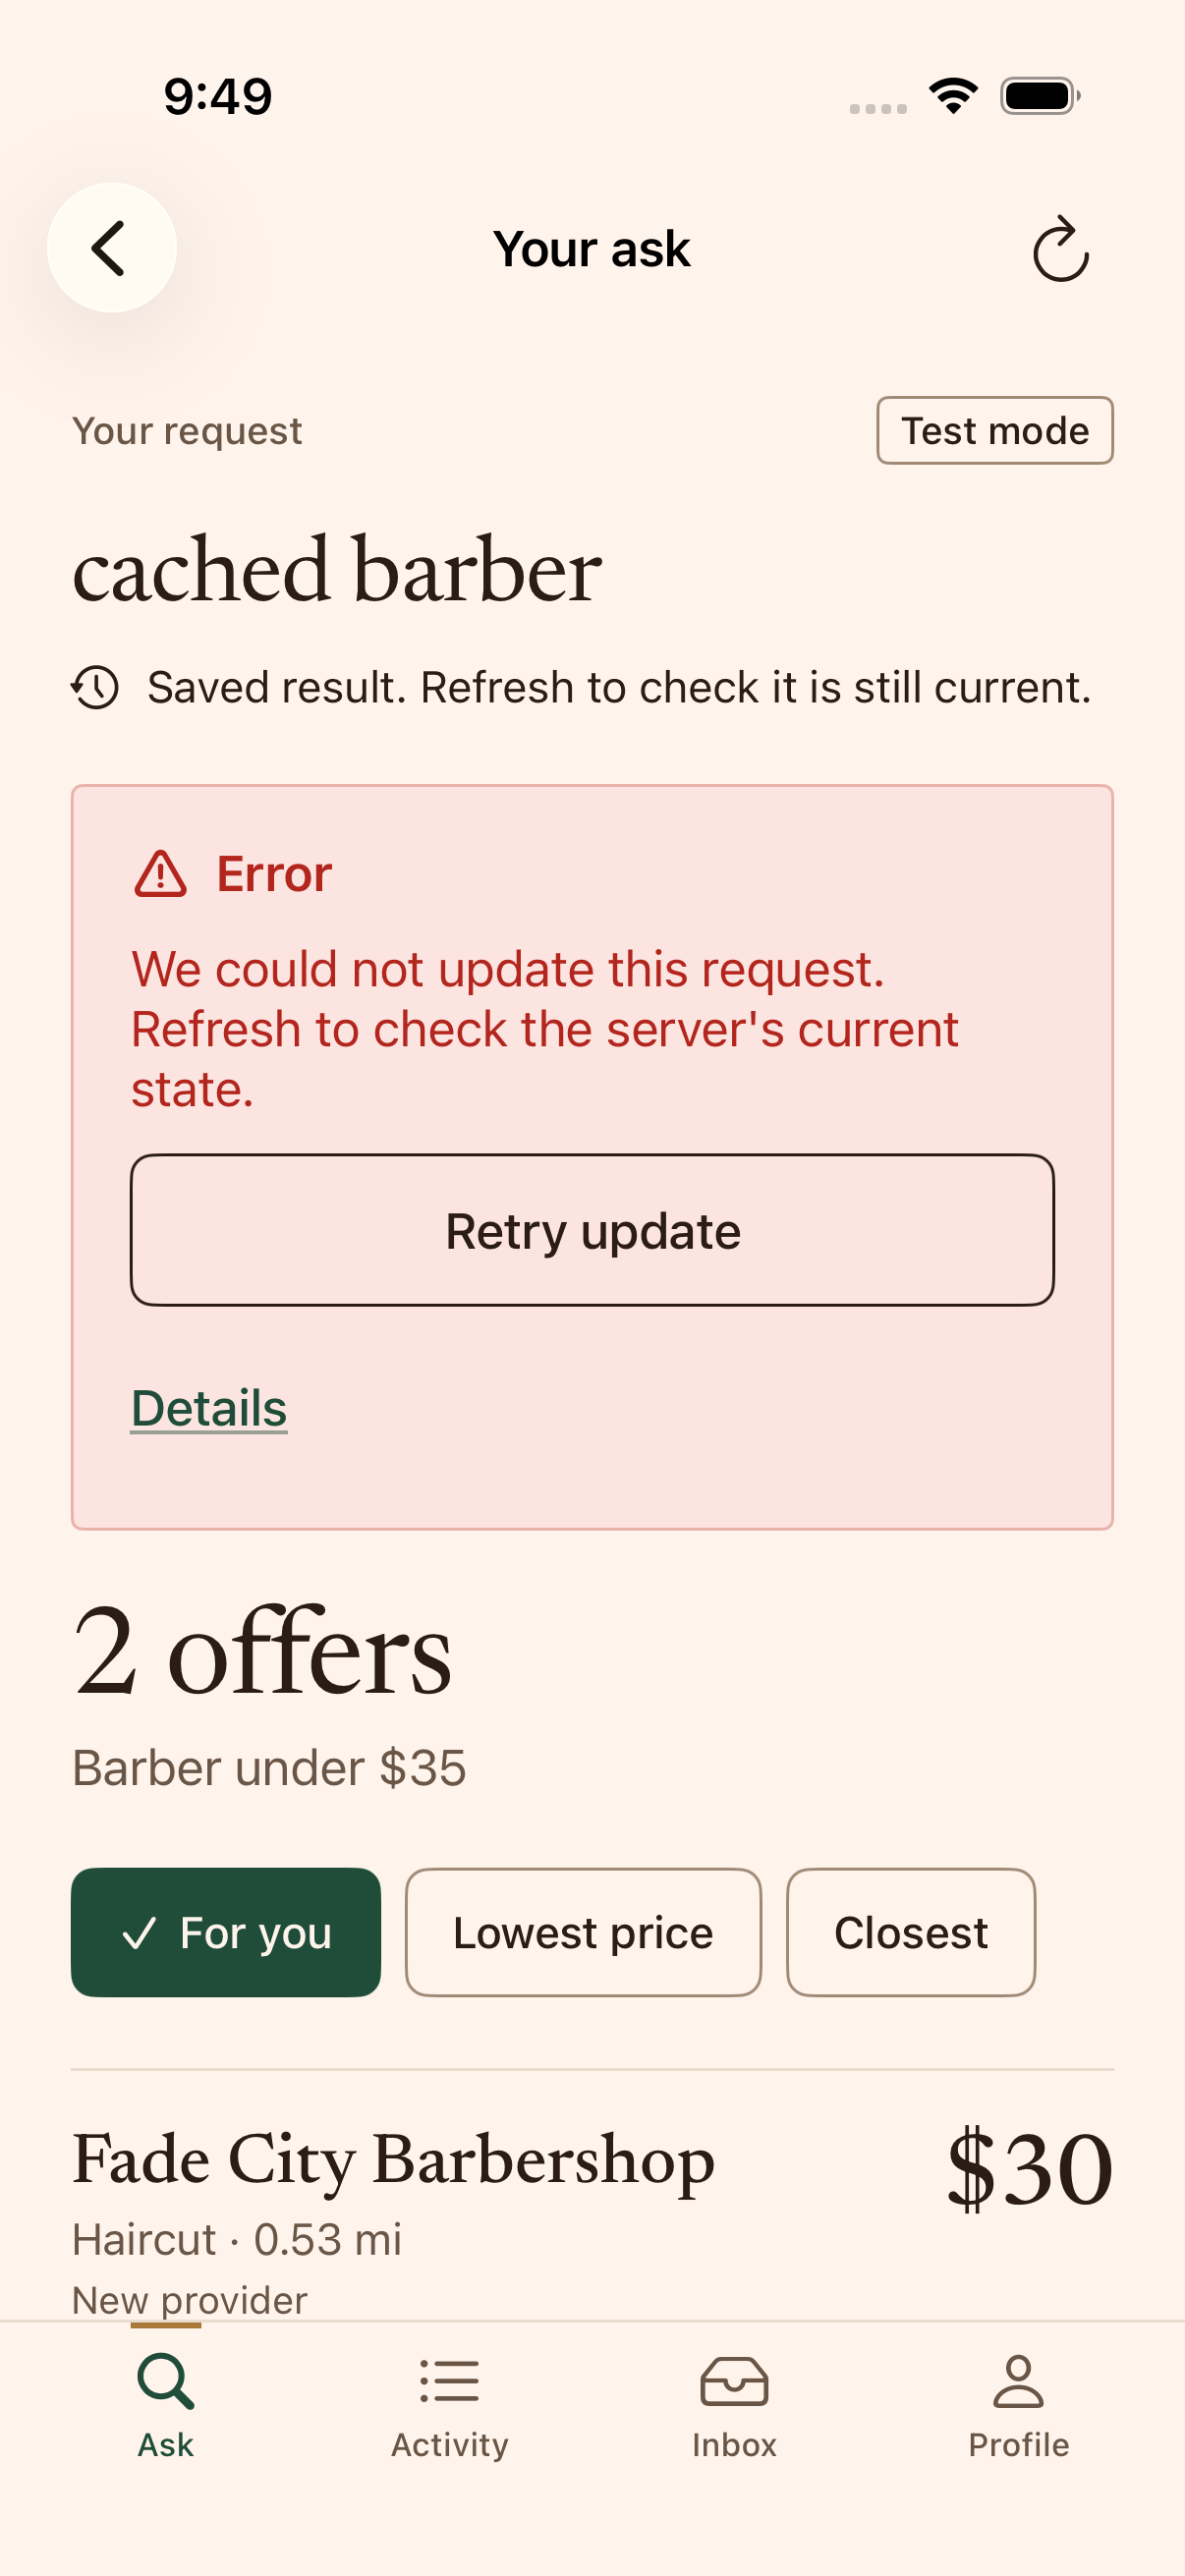 9:49
Your ask
Your request
Test mode
cached barber
Saved result. Refresh to check it is still current.
Error
We could not update this request.
Refresh to check the server's current
state.
Retry update
Details
2 offers
Barber under $35
For you
Lowest price
Closest
Fade City Barbershop
$30
Haircut · 0.53 mi
New provider
Ask
Activity
Inbox
Profile